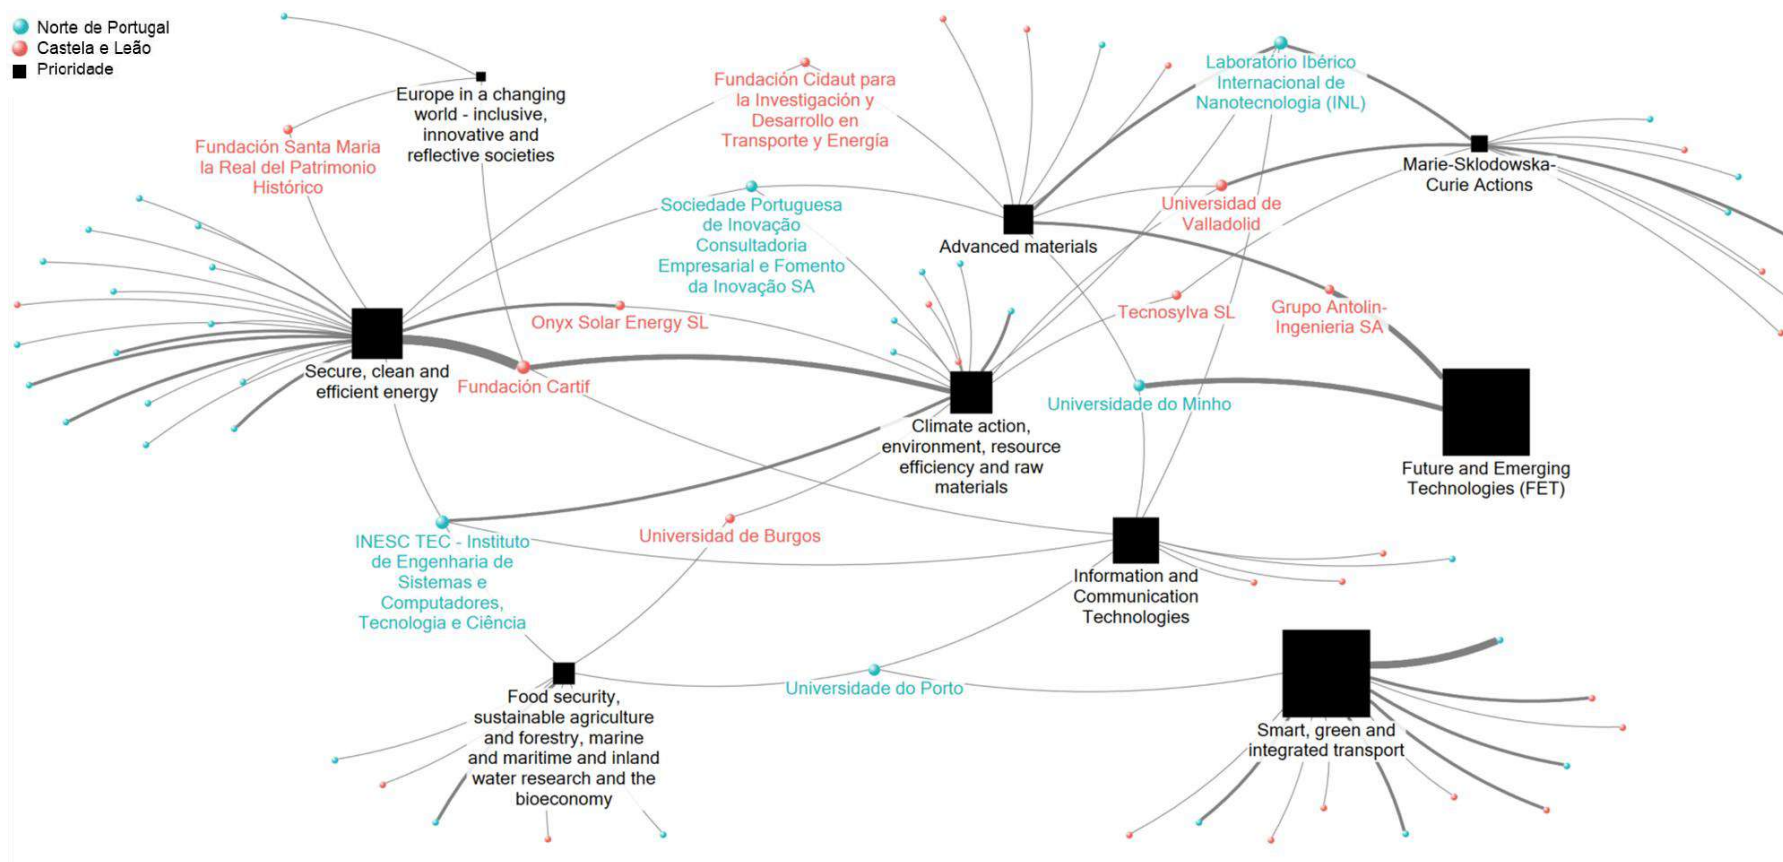 Norte de Portugal
Castela e Leão
Prioridade
Europe in a changing
world - inclusive,
innovative and
reflective societies
Fundación Santa Maria
la Real del Patrimonio
Histórico
Fundación Cidaut para
la Investigación y
Desarrollo en
Transporte y Energía
Laboratório Ibérico
Internacional de
Nanotecnologia (INL)
Marie-Sklodowska-
Curie Actions
Sociedade Portuguesa
de Inovação
Consultadoria
Empresarial e Fomento
da Inovação SA
Universidad de
Valladolid
Advanced materials
Onyx Solar Energy SL
Tecnosylva SL
Grupo Antolin-
Ingenieria SA
Secure, clean and
efficient energy
Fundación Cartif
Universidade do Minho
Climate action,
environment, resource
efficiency and raw
materials
Future and Emerging
Technologies (FET)
INESC TEC - Instituto
de Engenharia de
Sistemas e
Computadores,
Tecnologia e Ciência
Universidad de Burgos
Information and
Communication
Technologies
Universidade do Porto
Food security,
sustainable agriculture
and forestry, marine
and maritime and inland
water research and the
bioeconomy
Smart, green and
integrated transport